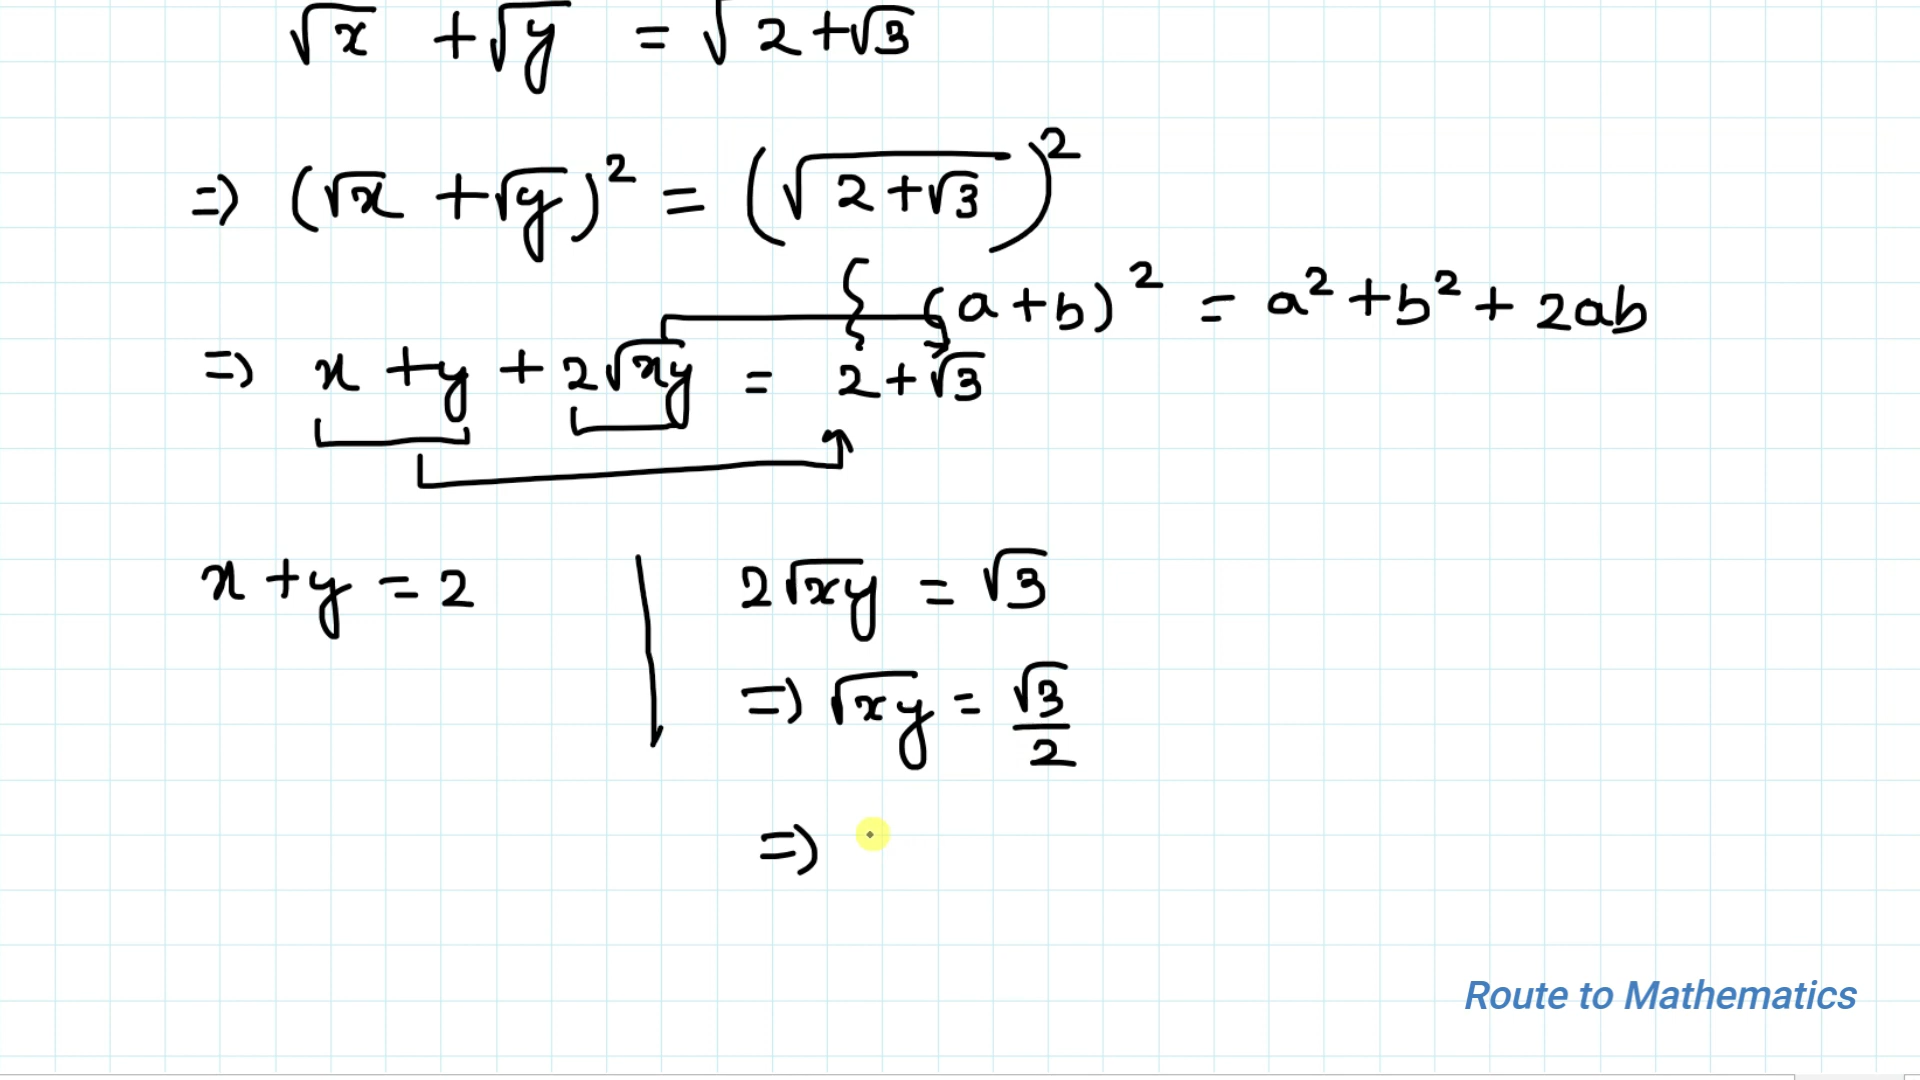 √x + √y = √(2+√3)
⇒ (√x + √y)² = (√(2+√3))²
{ (a+b)² = a² + b² + 2ab
⇒ x + y + 2√xy = 2+√3
x + y = 2
2√xy = √3
⇒ √xy = √3/2
⇒
Route to Mathematics